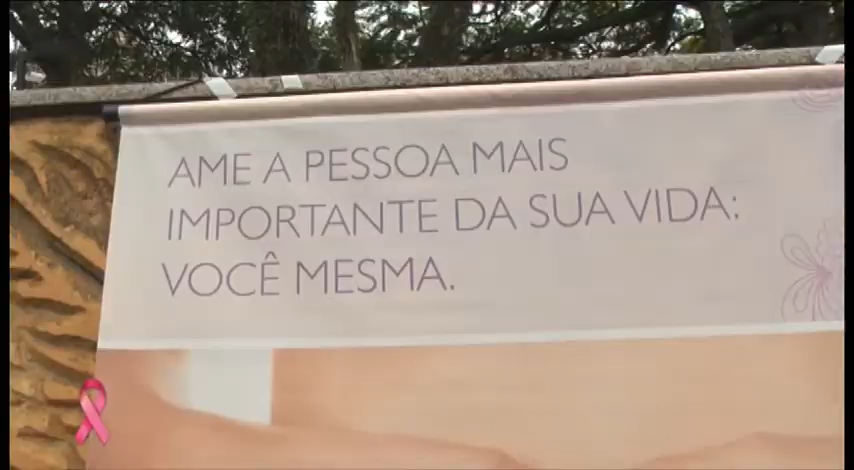 AME A PESSOA MAIS
IMPORTANTE DA SUA VIDA:
VOCÊ MESMA.